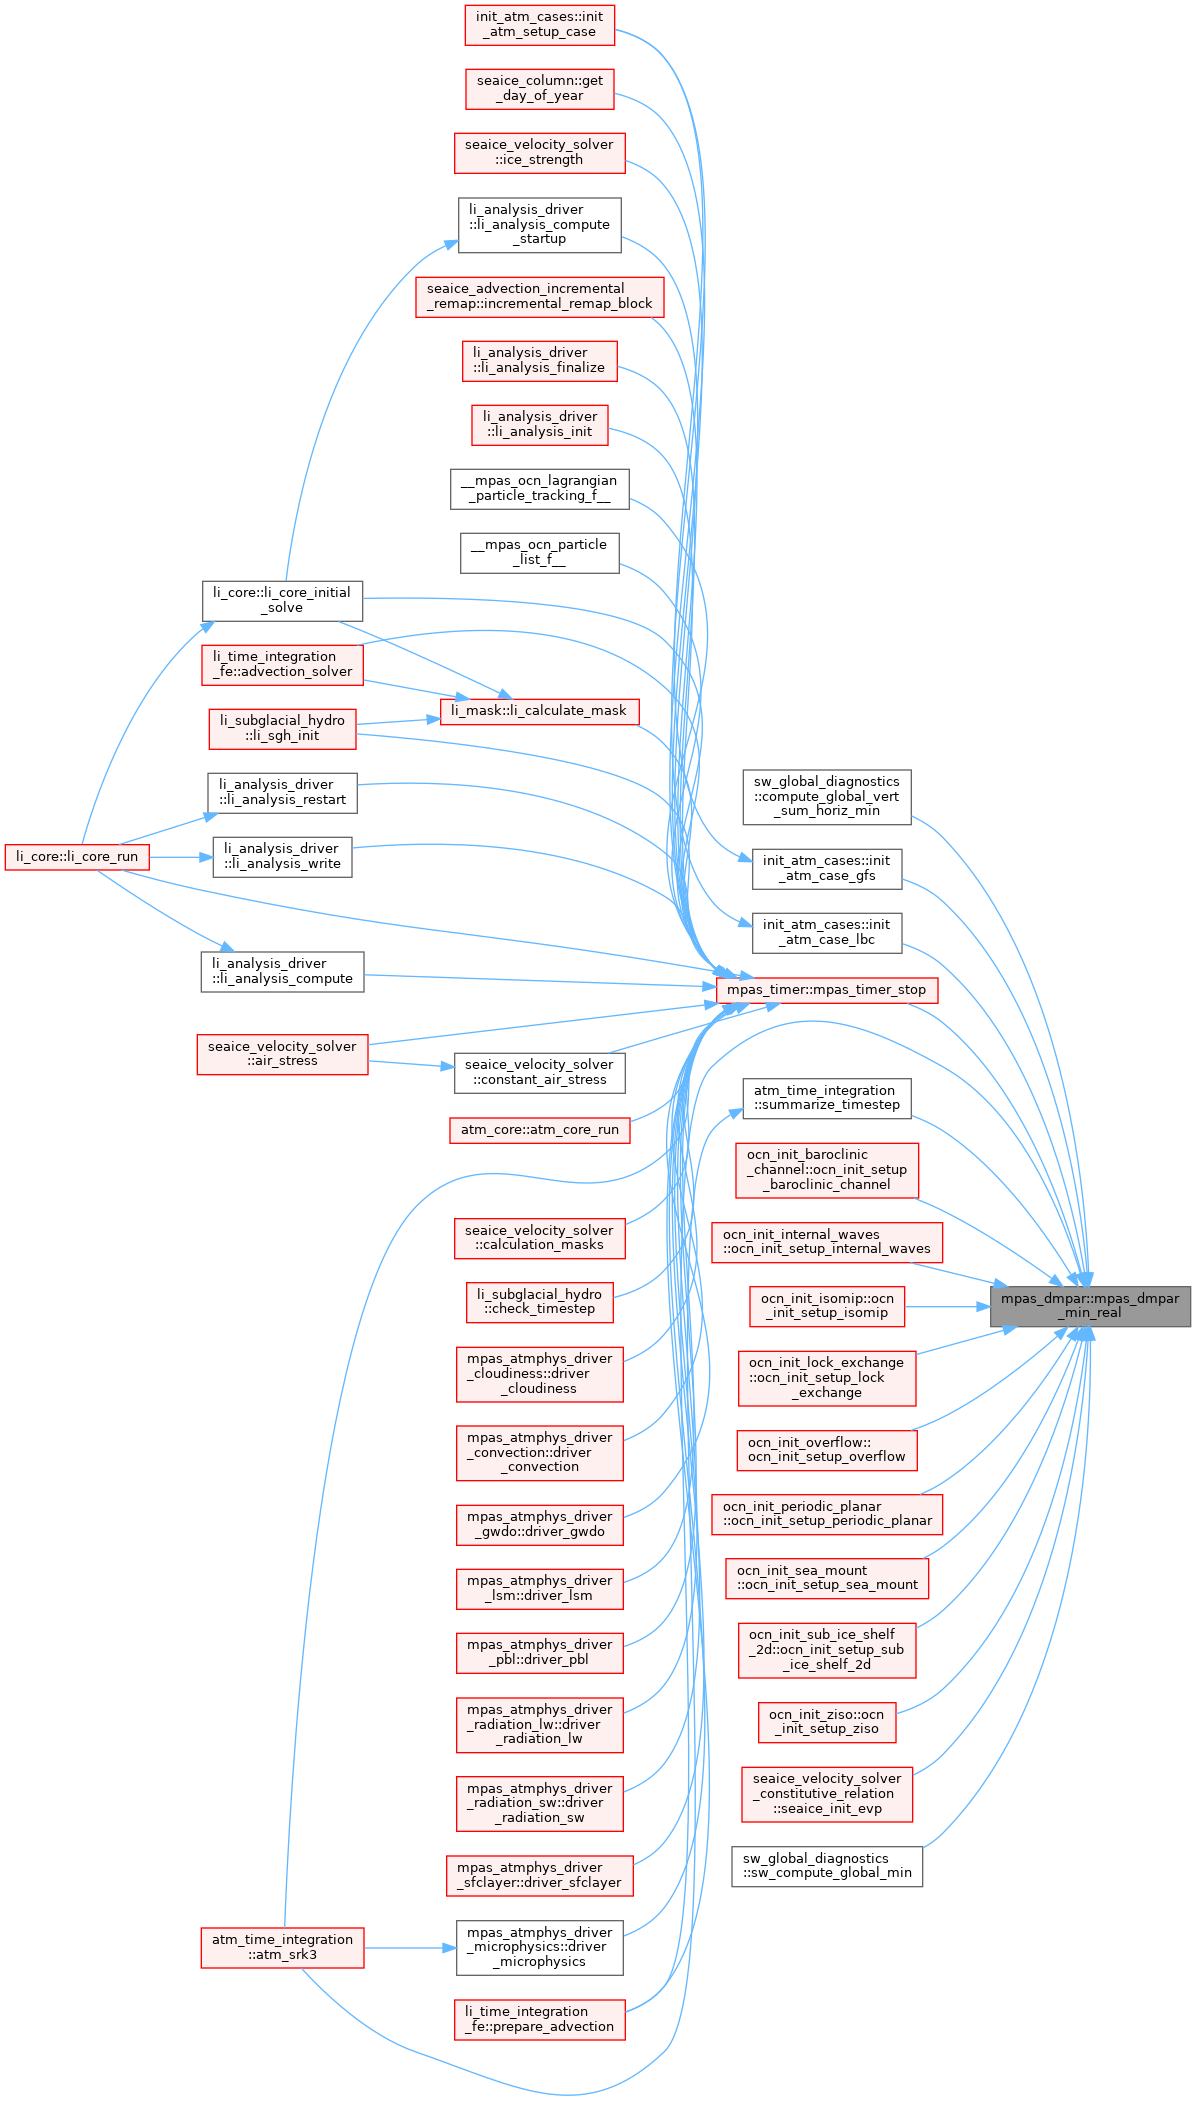 init_atm_cases::init
_atm_setup_case
seaice_column::get
_day_of_year
seaice_velocity_solver
::ice_strength
li_analysis_driver
::li_analysis_compute
_startup
seaice_advection_incremental
_remap::incremental_remap_block
li_analysis_driver
::li_analysis_finalize
li_analysis_driver
::li_analysis_init
__mpas_ocn_lagrangian
_particle_tracking_f__
__mpas_ocn_particle
_list_f__
li_core::li_core_initial
_solve
li_time_integration
_fe::advection_solver
li_mask::li_calculate_mask
li_subglacial_hydro
::li_sgh_init
li_analysis_driver
::li_analysis_restart
sw_global_diagnostics
::compute_global_vert
_sum_horiz_min
li_core::li_core_run
li_analysis_driver
::li_analysis_write
init_atm_cases::init
_atm_case_gfs
init_atm_cases::init
_atm_case_lbc
li_analysis_driver
::li_analysis_compute
mpas_timer::mpas_timer_stop
seaice_velocity_solver
::air_stress
seaice_velocity_solver
::constant_air_stress
atm_time_integration
::summarize_timestep
atm_core::atm_core_run
ocn_init_baroclinic
_channel::ocn_init_setup
_baroclinic_channel
seaice_velocity_solver
::calculation_masks
ocn_init_internal_waves
::ocn_init_setup_internal_waves
li_subglacial_hydro
::check_timestep
ocn_init_isomip::ocn
_init_setup_isomip
mpas_dmpar::mpas_dmpar
_min_real
mpas_atmphys_driver
_cloudiness::driver
_cloudiness
ocn_init_lock_exchange
::ocn_init_setup_lock
_exchange
mpas_atmphys_driver
_convection::driver
_convection
ocn_init_overflow::
ocn_init_setup_overflow
mpas_atmphys_driver
_gwdo::driver_gwdo
ocn_init_periodic_planar
::ocn_init_setup_periodic_planar
mpas_atmphys_driver
_lsm::driver_lsm
ocn_init_sea_mount
::ocn_init_setup_sea_mount
mpas_atmphys_driver
_pbl::driver_pbl
ocn_init_sub_ice_shelf
_2d::ocn_init_setup_sub
_ice_shelf_2d
mpas_atmphys_driver
_radiation_lw::driver
_radiation_lw
ocn_init_ziso::ocn
_init_setup_ziso
mpas_atmphys_driver
_radiation_sw::driver
_radiation_sw
seaice_velocity_solver
_constitutive_relation
::seaice_init_evp
mpas_atmphys_driver
_sfclayer::driver_sfclayer
sw_global_diagnostics
::sw_compute_global_min
atm_time_integration
::atm_srk3
mpas_atmphys_driver
_microphysics::driver
_microphysics
li_time_integration
_fe::prepare_advection